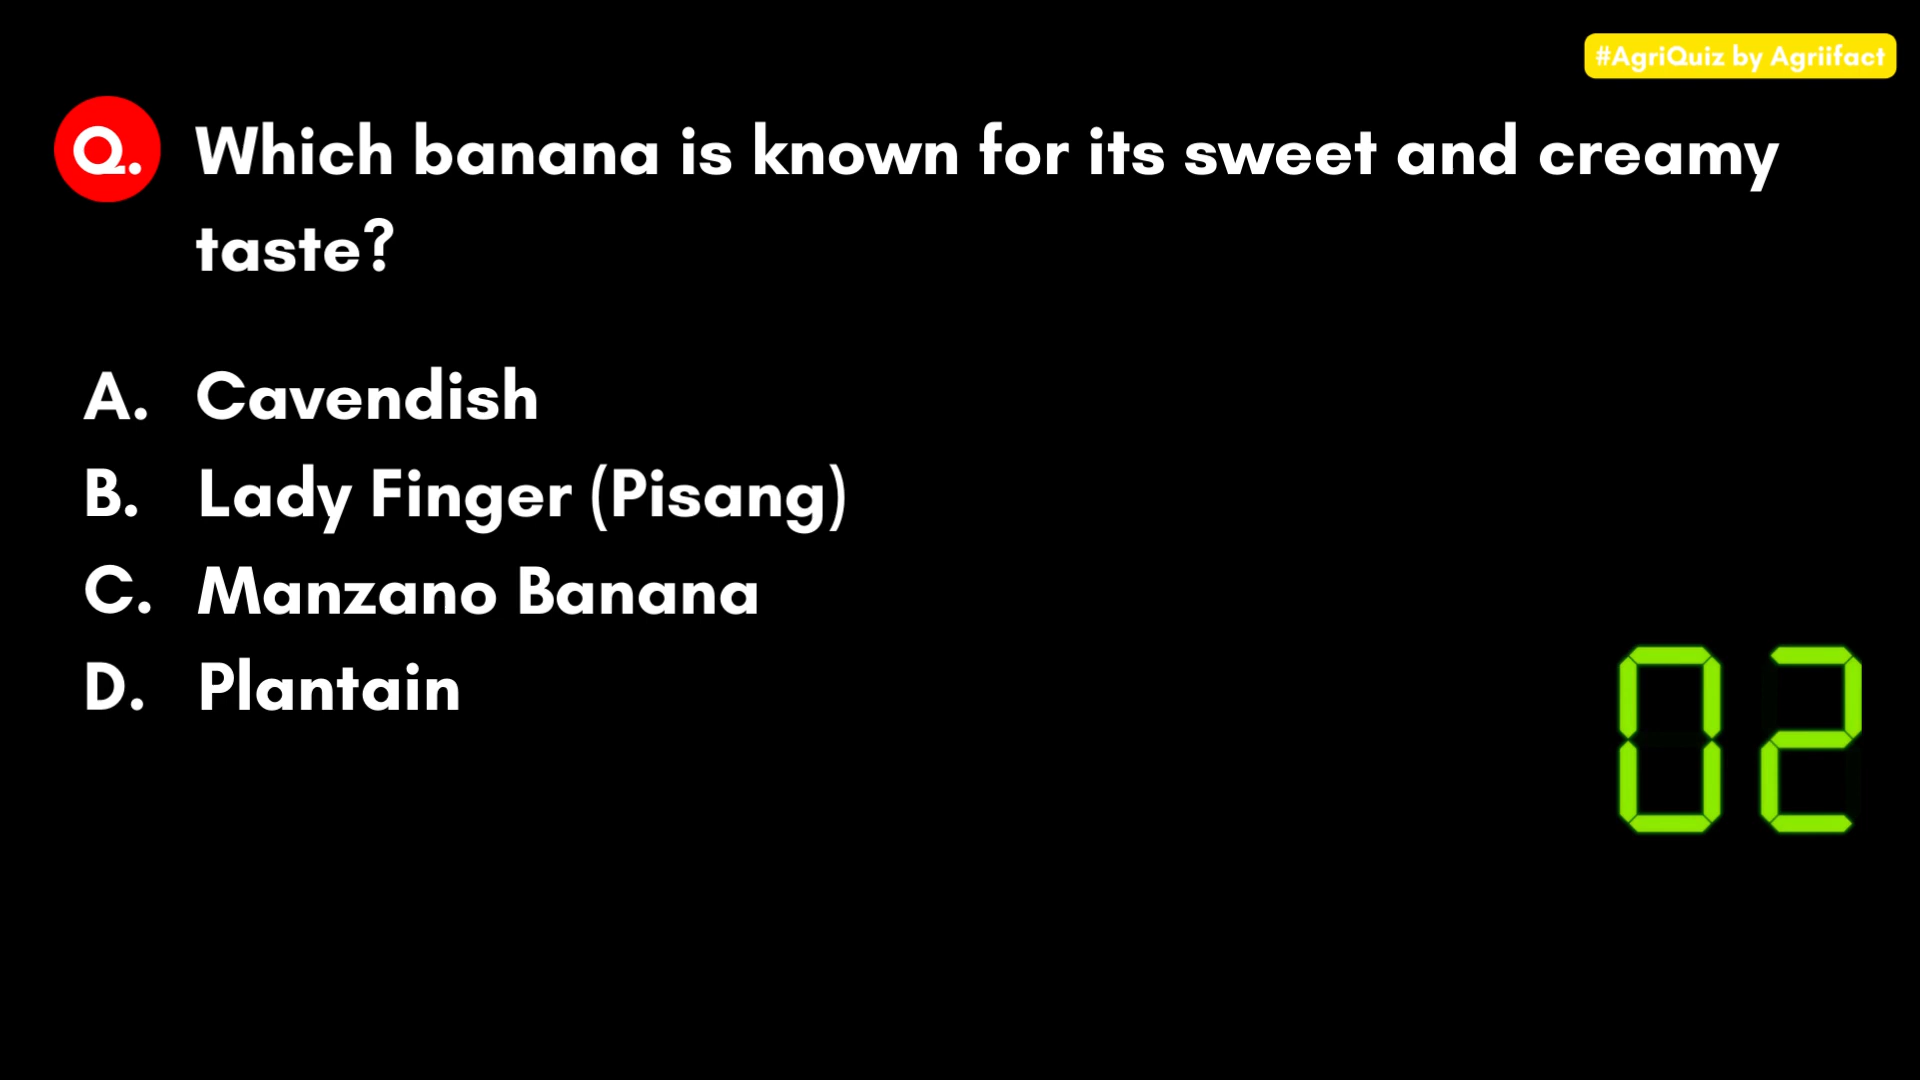 #AgriQuiz by Agriifact
Q. Which banana is known for its sweet and creamy
taste?
A. Cavendish
B. Lady Finger (Pisang)
C. Manzano Banana
D. Plantain
02